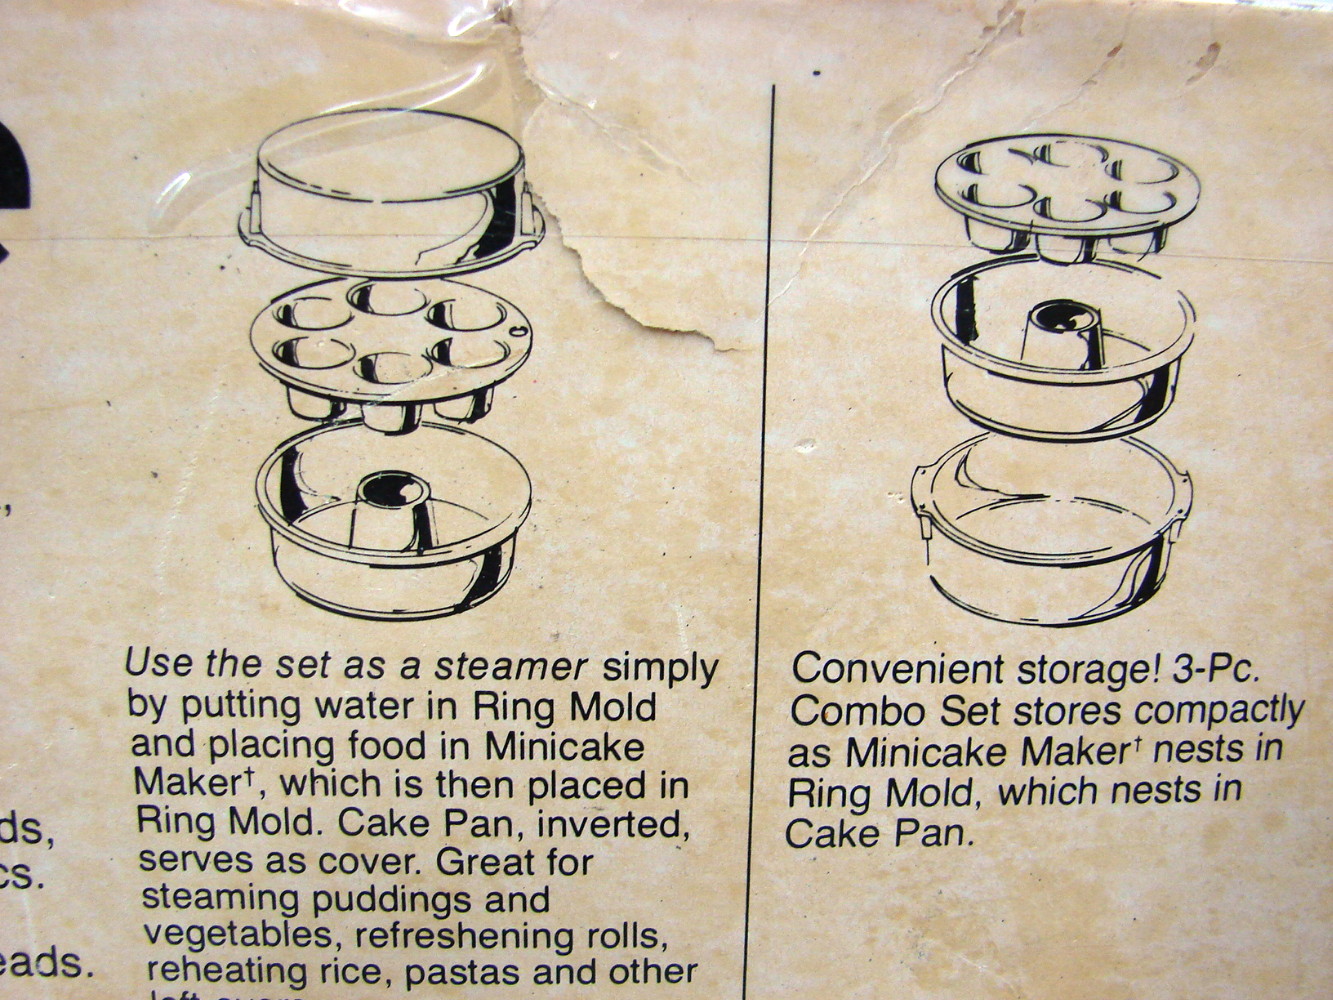 Use the set as a steamer simply
by putting water in Ring Mold
and placing food in Minicake
Maker†, which is then placed in
Ring Mold. Cake Pan, inverted,
serves as cover. Great for
steaming puddings and
vegetables, refreshening rolls,
reheating rice, pastas and other
Convenient storage! 3-Pc.
Combo Set stores compactly
as Minicake Maker† nests in
Ring Mold, which nests in
Cake Pan.